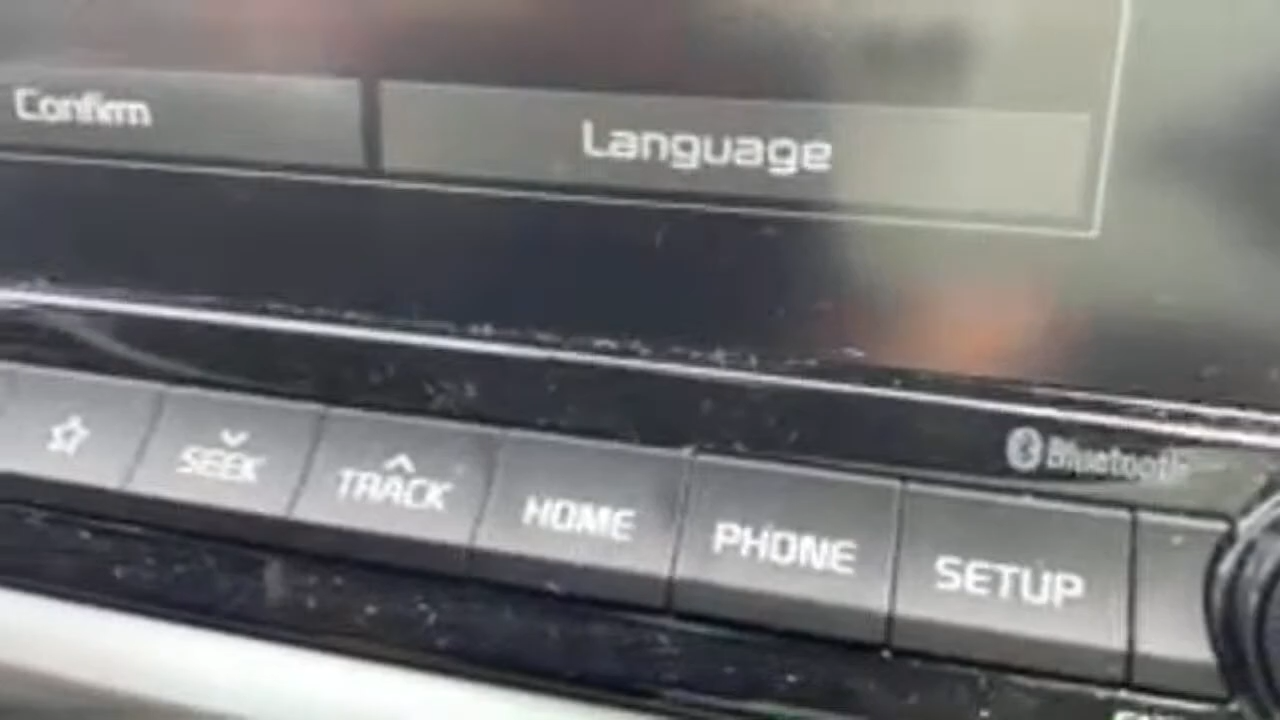 Confirm
Language
Bluetooth
SEEK
TRACK
HOME
PHONE
SETUP